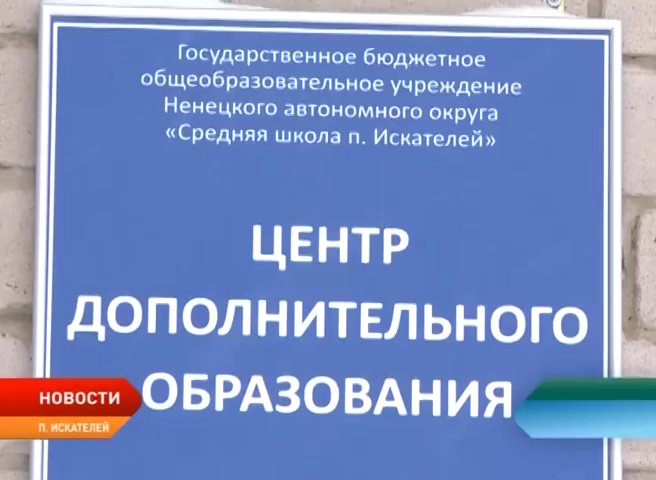 Государственное бюджетное
общеобразовательное учреждение
Ненецкого автономного округа
«Средняя школа п. Искателей»
ЦЕНТР
ДОПОЛНИТЕЛЬНОГО
ОБРАЗОВАНИЯ
НОВОСТИ
П. ИСКАТЕЛЕЙ